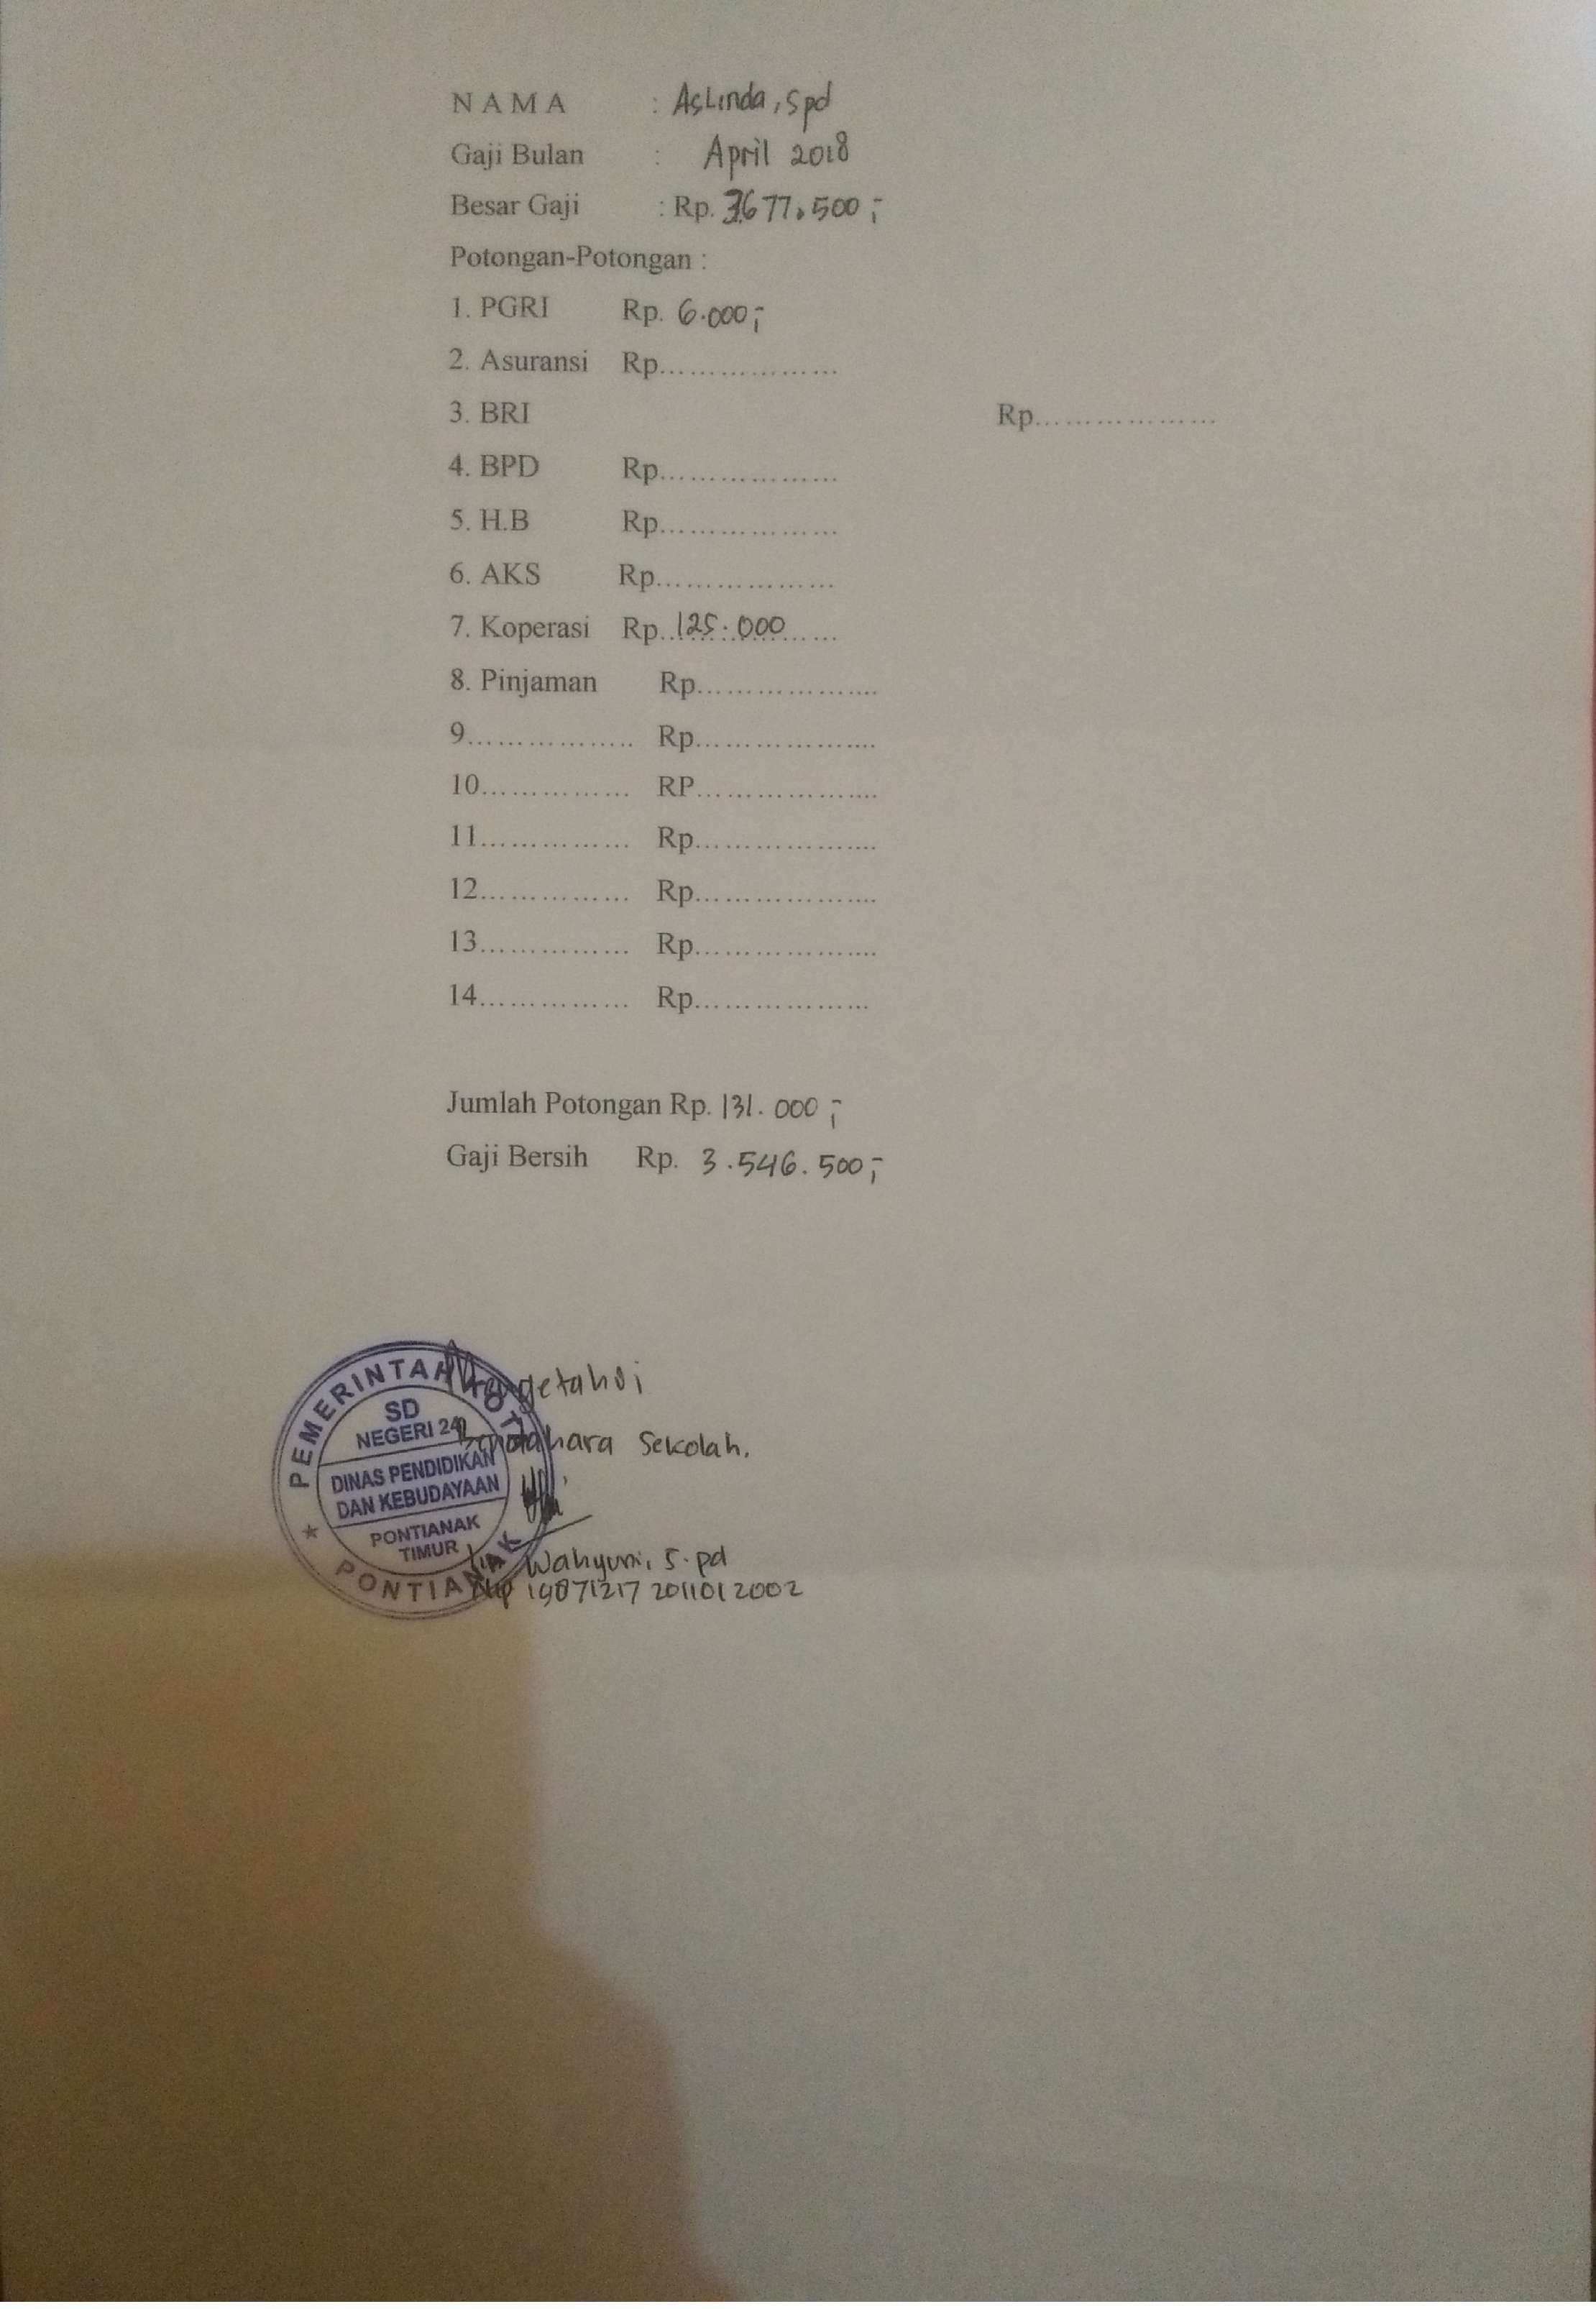 NAMA : Aslinda, Spd
Gaji Bulan : April 2018
Besar Gaji : Rp. 3677.500,-
Potongan-Potongan :
1. PGRI Rp. 6.000,-
2. Asuransi Rp..................
3. BRI Rp..................
4. BPD Rp..................
5. H.B Rp..................
6. AKS Rp..................
7. Koperasi Rp..125.000......
8. Pinjaman Rp...................
9................. Rp...................
10............... RP...................
11............... Rp...................
12............... Rp...................
13............... Rp...................
14............... Rp..................
Jumlah Potongan Rp. 131.000,-
Gaji Bersih Rp. 3.546.500,-
Mengetahui
Bendahara Sekolah.
PEMERINTAH KOTA
SD
NEGERI 24
DINAS PENDIDIKAN
DAN KEBUDAYAAN
PONTIANAK
TIMUR
PONTIANAK
Wahyuni, S.pd
Nip 19871217 201101 2002